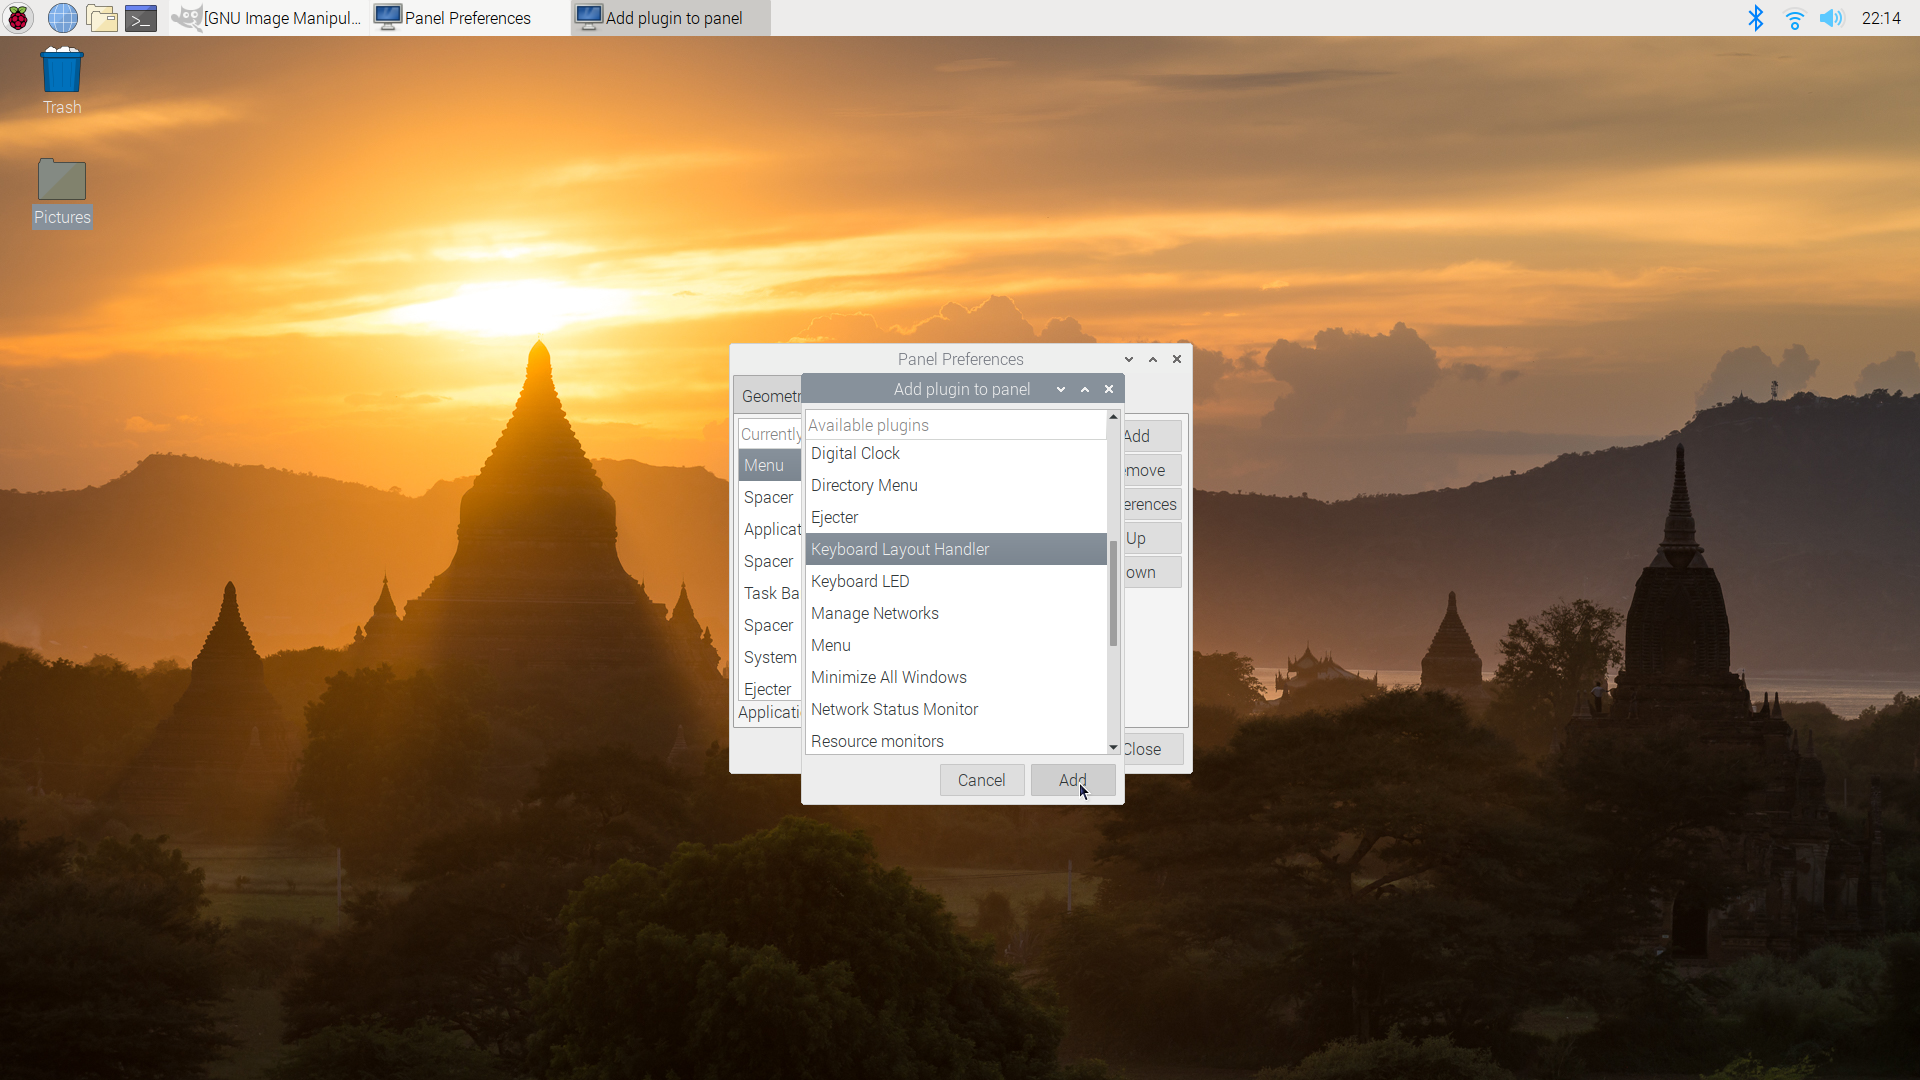 [GNU Image Manipul...
Panel Preferences
Add plugin to panel
22:14
Trash
Pictures
Panel Preferences
Add plugin to panel
Geometr
Currently
Menu
Spacer
Applicat
Spacer
Task Ba
Spacer
System
Ejecter
Applicati
Available plugins
Digital Clock
Directory Menu
Ejecter
Keyboard Layout Handler
Keyboard LED
Manage Networks
Menu
Minimize All Windows
Network Status Monitor
Resource monitors
Cancel
Add
Add
emove
erences
Up
own
Close